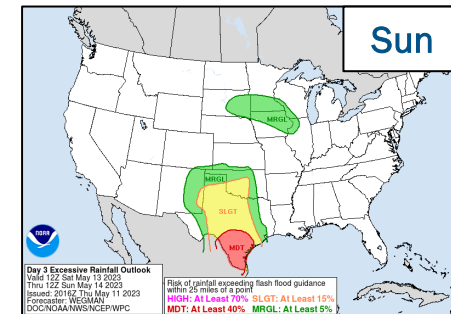 Sun
MRGL
MRGL
SLGT
MDT
NOAA
Day 3 Excessive Rainfall Outlook
Valid 12Z Sat May 13 2023
Thru 12Z Sun May 14 2023
Issued: 2016Z Thu May 11 2023
Forecaster: WEGMAN
DOC/NOAA/NWS/NCEP/WPC
Risk of rainfall exceeding flash flood guidance
within 25 miles of a point
HIGH: At Least 70% SLGT: At Least 15%
MDT: At Least 40% MRGL: At Least 5%